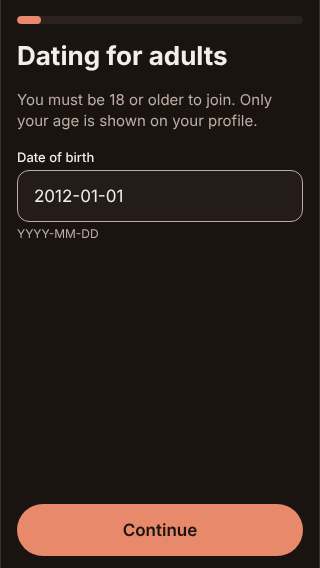 Dating for adults
You must be 18 or older to join. Only
your age is shown on your profile.
Date of birth
2012-01-01
YYYY-MM-DD
Continue